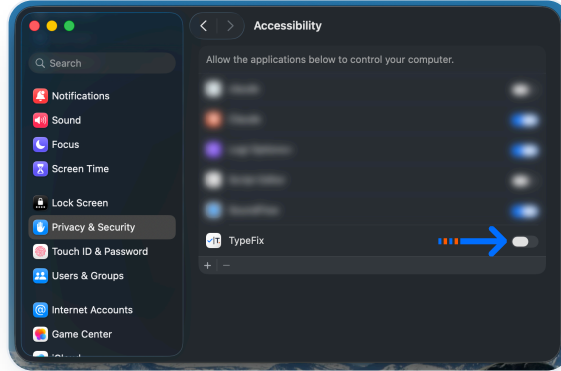 Accessibility
Search
Notifications
Sound
Focus
Screen Time
Lock Screen
Privacy & Security
Touch ID & Password
Users & Groups
Internet Accounts
Game Center
Allow the applications below to control your computer.
TypeFix
+ −